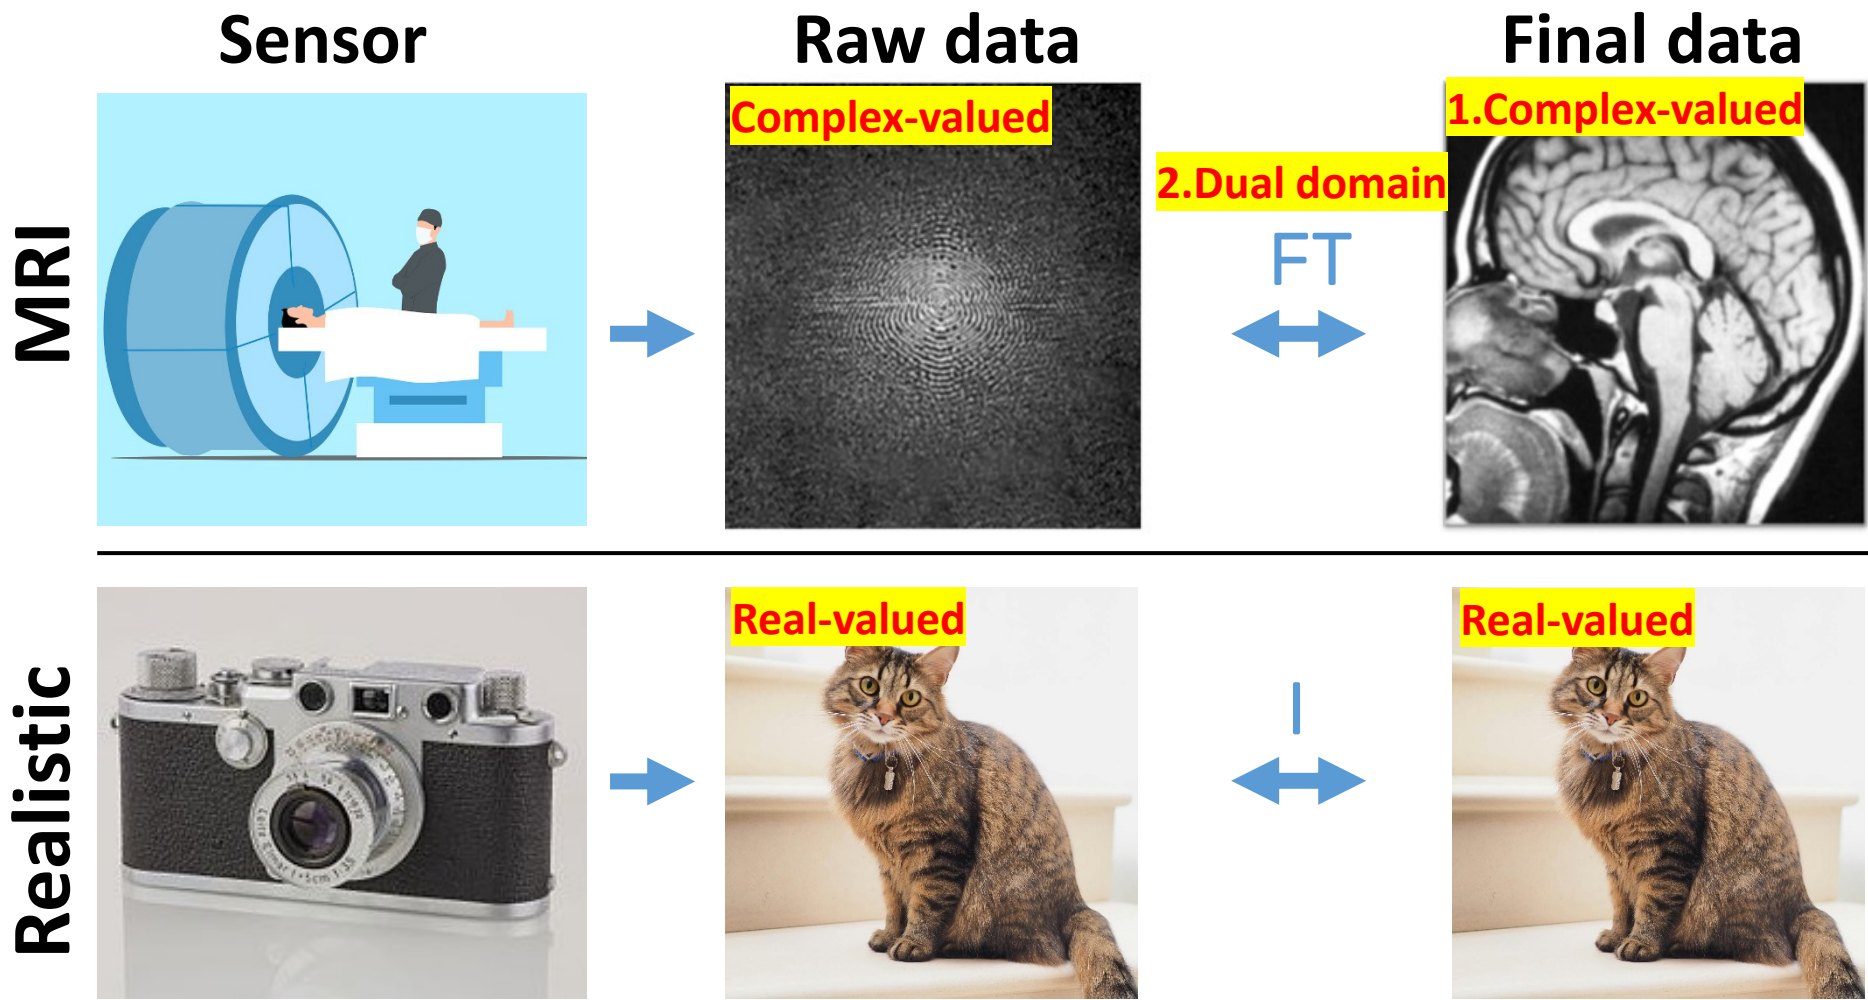 Sensor
Raw data
Final data
MRI
Complex-valued
1.Complex-valued
2.Dual domain
FT
Realistic
Real-valued
I
Real-valued